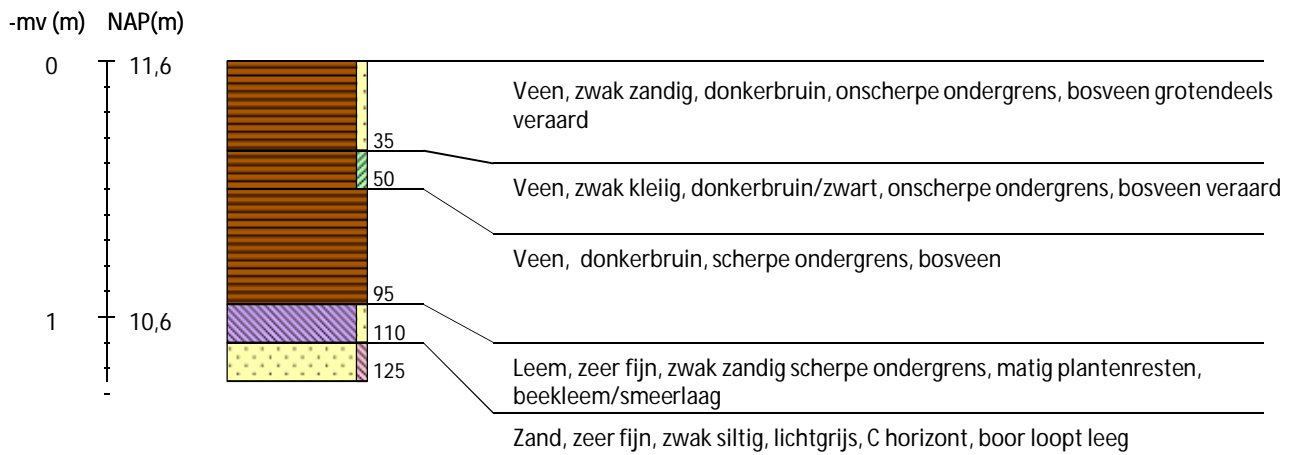 -mv (m) NAP(m)
0 11,6
Veen, zwak zandig, donkerbruin, onscherpe ondergrens, bosveen grotendeels
veraard
35
50
Veen, zwak kleiig, donkerbruin/zwart, onscherpe ondergrens, bosveen veraard
Veen, donkerbruin, scherpe ondergrens, bosveen
95
1 10,6
110
Leem, zeer fijn, zwak zandig scherpe ondergrens, matig plantenresten,
125
beekleem/smeerlaag
Zand, zeer fijn, zwak siltig, lichtgrijs, C horizont, boor loopt leeg